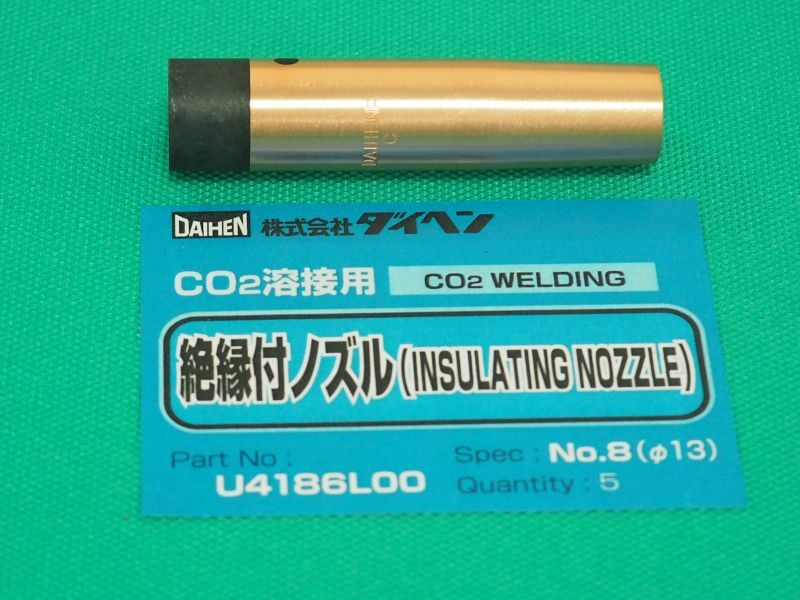 DAIHEN
DAIHEN 株式会社ダイヘン
CO2溶接用 CO2 WELDING
絶縁付ノズル(INSULATING NOZZLE)
Part No : Spec : No.8(φ13)
U4186L00 Quantity : 5